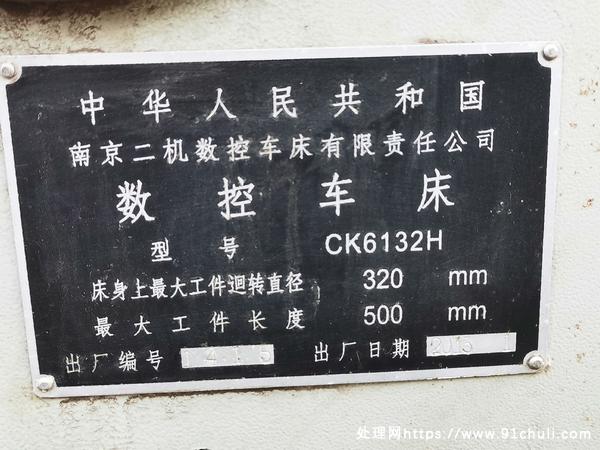 中华人民共和国
南京二机数控车床有限责任公司
数控车床
型号 CK6132H
床身上最大工件迴转直径 320 mm
最大工件长度 500 mm
出厂编号 出厂日期
处理网https://www.91chuli.com